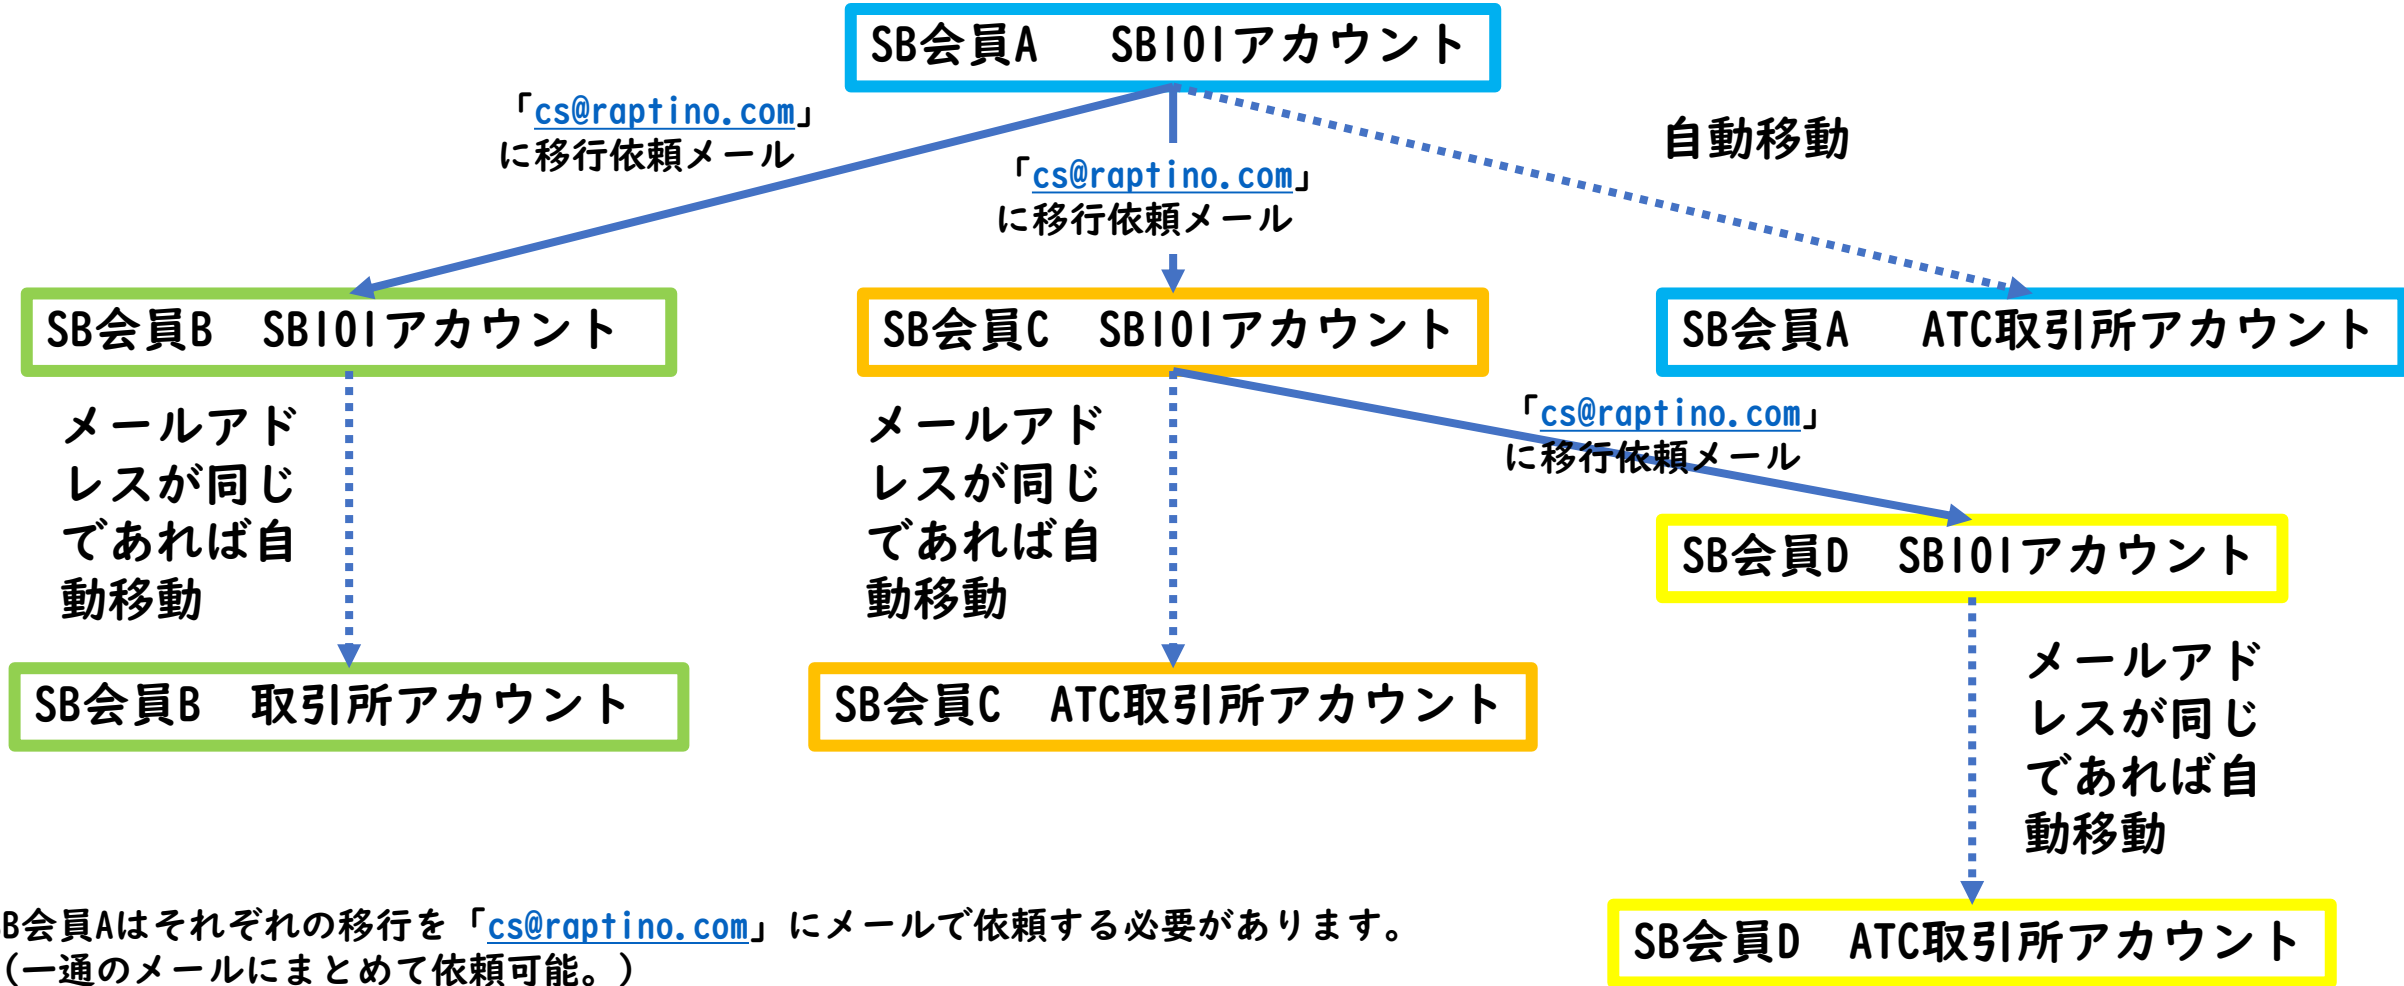 SB会員A　SB101アカウント
「cs@raptino.com」
に移行依頼メール
「cs@raptino.com」
に移行依頼メール
自動移動
SB会員B　SB101アカウント
SB会員C　SB101アカウント
SB会員A　ATC取引所アカウント
メールアド
レスが同じ
であれば自
動移動
メールアド
レスが同じ
であれば自
動移動
「cs@raptino.com」
に移行依頼メール
SB会員D　SB101アカウント
SB会員B　取引所アカウント
SB会員C　ATC取引所アカウント
メールアド
レスが同じ
であれば自
動移動
SB会員D　ATC取引所アカウント
B会員Aはそれぞれの移行を「cs@raptino.com」にメールで依頼する必要があります。
（一通のメールにまとめて依頼可能。）